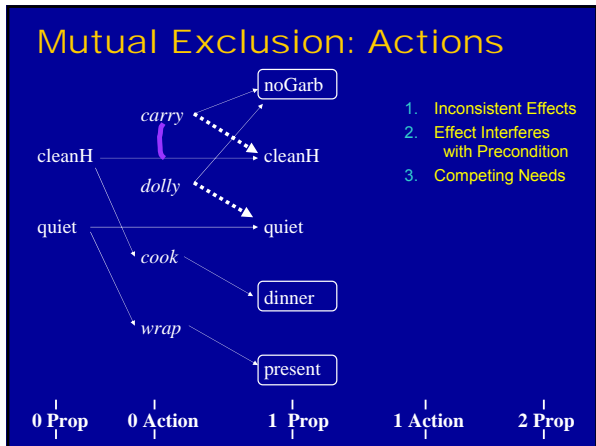 Mutual Exclusion: Actions
noGarb
carry
1. Inconsistent Effects
2. Effect Interferes
with Precondition
3. Competing Needs
cleanH
cleanH
dolly
quiet
quiet
cook
dinner
wrap
present
0 Prop 0 Action 1 Prop 1 Action 2 Prop